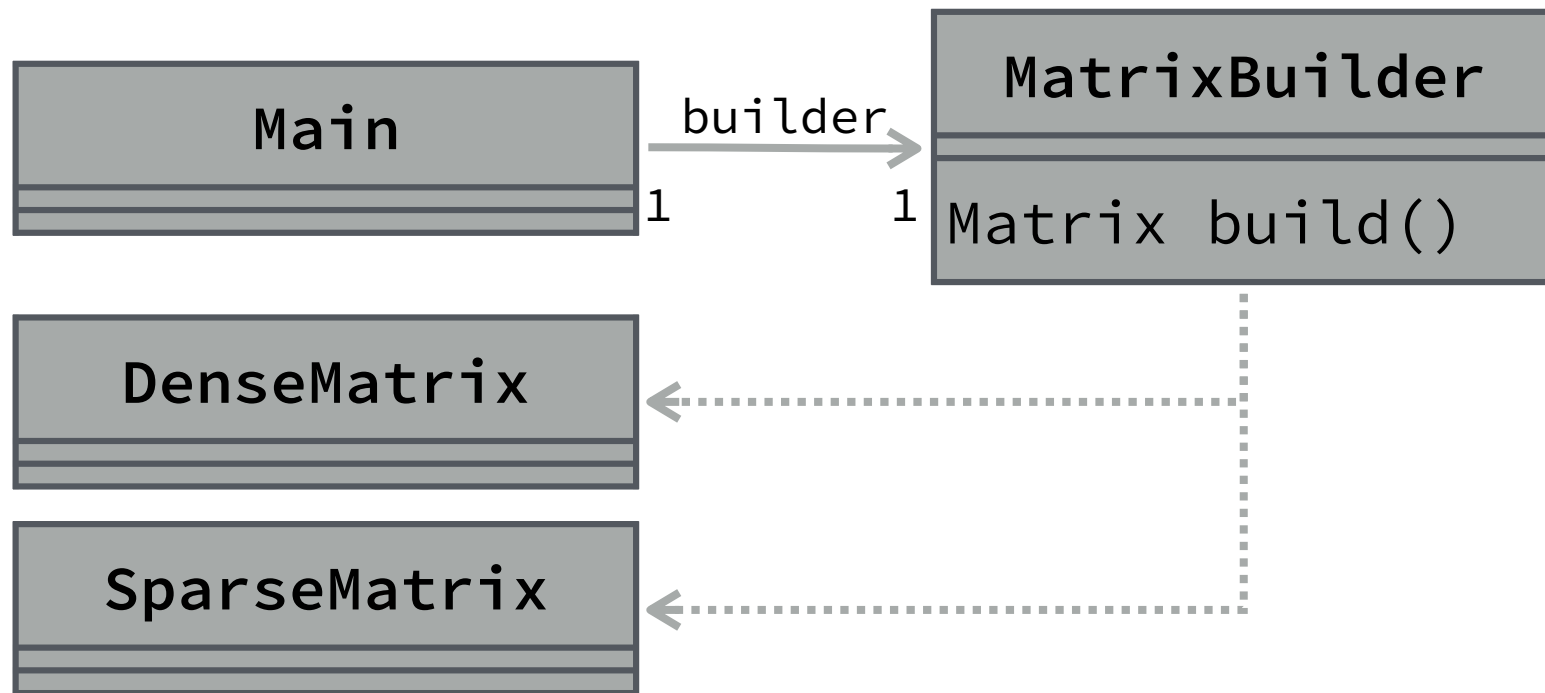 Main
builder
1
1
MatrixBuilder
Matrix build()
DenseMatrix
SparseMatrix